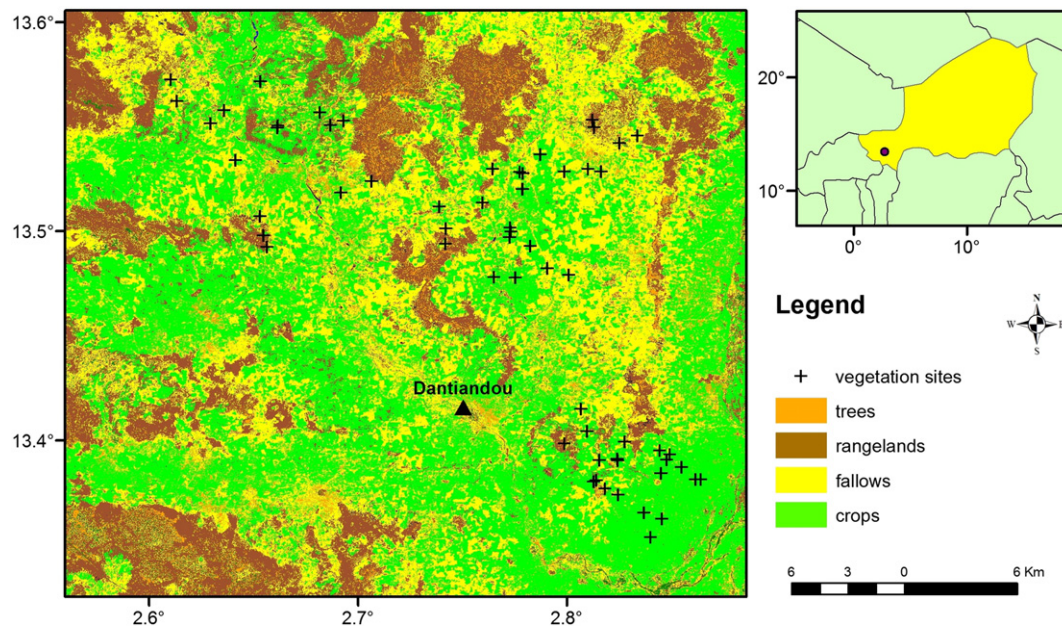 13.6°
13.5°
13.4°
2.6°
2.7°
2.8°
Dantiandou
20°
10°
0°
10°
Legend
N
W
E
S
vegetation sites
trees
rangelands
fallows
crops
6
3
0
6 Km